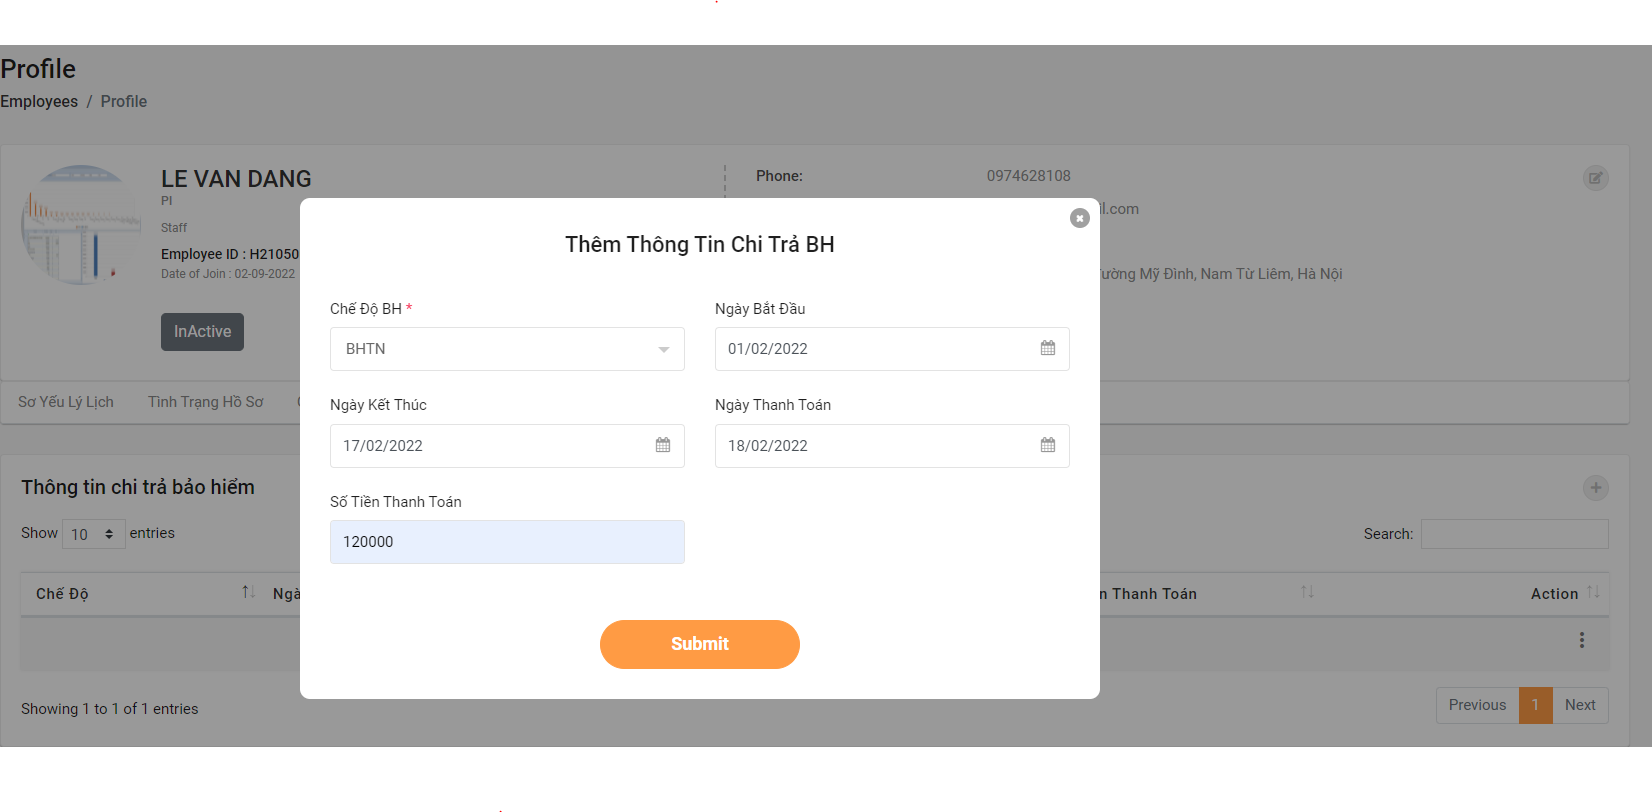 Profile
Employees / Profile
LE VAN DANG
PI
Staff
Employee ID : H21050
Date of Join : 02-09-2022
InActive
Phone: 0974628108
il.com
Mỹ Đình, Nam Từ Liêm, Hà Nội
Thêm Thông Tin Chi Trả BH
Chế Độ BH *
BHTN
Ngày Bắt Đầu
01/02/2022
Ngày Kết Thúc
17/02/2022
Ngày Thanh Toán
18/02/2022
Số Tiền Thanh Toán
120000
Submit
Sơ Yếu Lý Lịch Tình Trạng Hồ Sơ
Thông tin chi trả bảo hiểm
Show 10 entries
Search:
Chế Độ Ngà n Thanh Toán Action
Showing 1 to 1 of 1 entries
Previous 1 Next